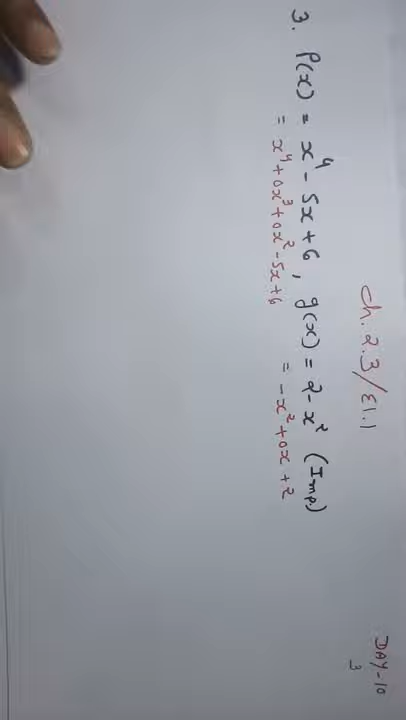 Ch. 2.3/E1.1
DAY-10
3
3. P(x) = x⁴ - 5x + 6, g(x) = 2 - x² (Imp.)
= x⁴ + 0x³ + 0x² - 5x + 6
= -x² + 0x + 2